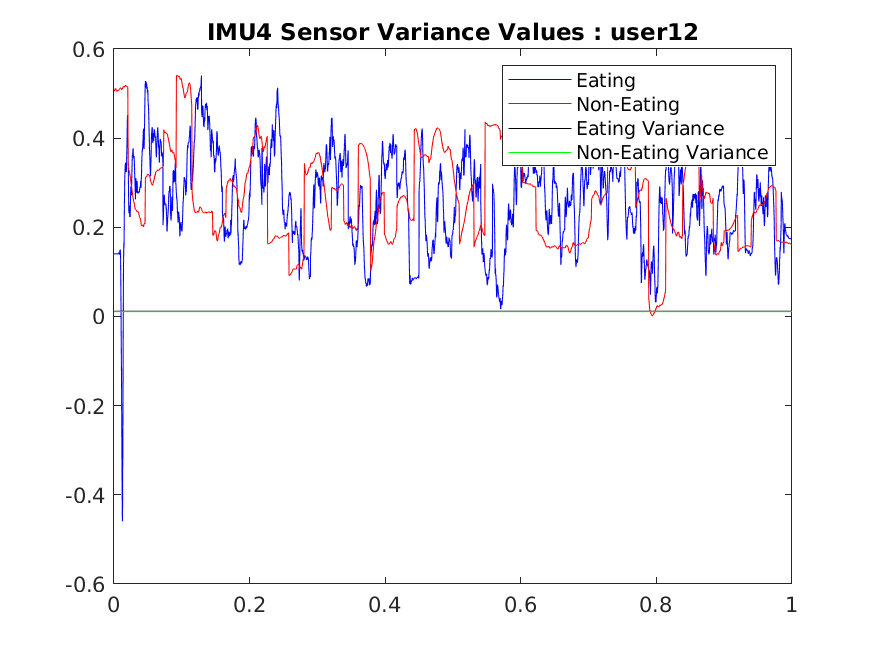 IMU4 Sensor Variance Values : user12
0.6
Eating
Non-Eating
Eating Variance
Non-Eating Variance
0.4
0.2
0
-0.2
-0.4
-0.6
0 0.2 0.4 0.6 0.8 1